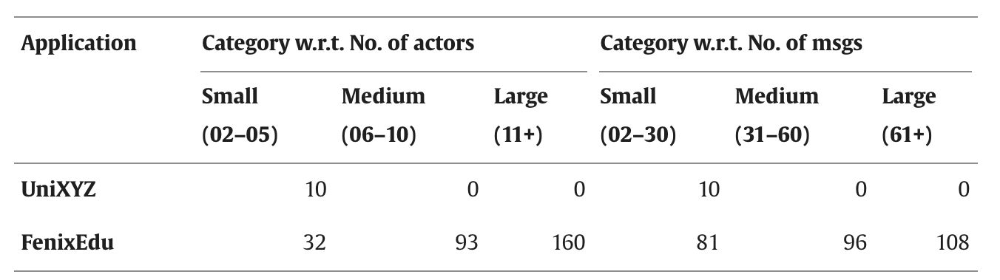 Application Category w.r.t. No. of actors Category w.r.t. No. of msgs
Small Medium Large Small Medium Large
(02–05) (06–10) (11+) (02–30) (31–60) (61+)
UniXYZ 10 0 0 10 0 0
FenixEdu 32 93 160 81 96 108